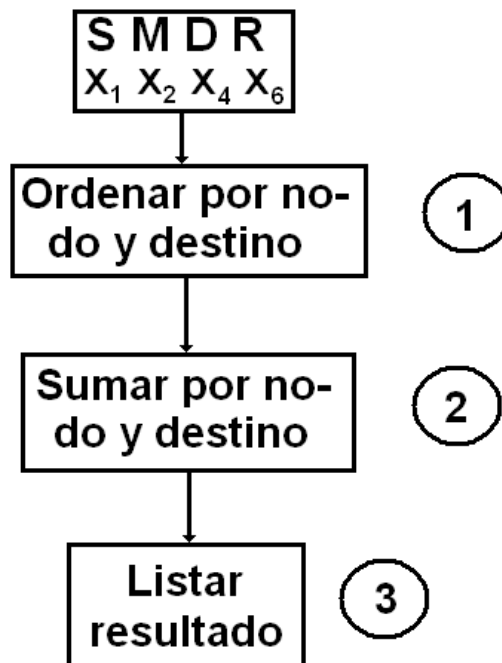 S M D R
X₁ X₂ X₄ X₆
Ordenar por no-
do y destino
1
Sumar por no-
do y destino
2
Listar
resultado
3